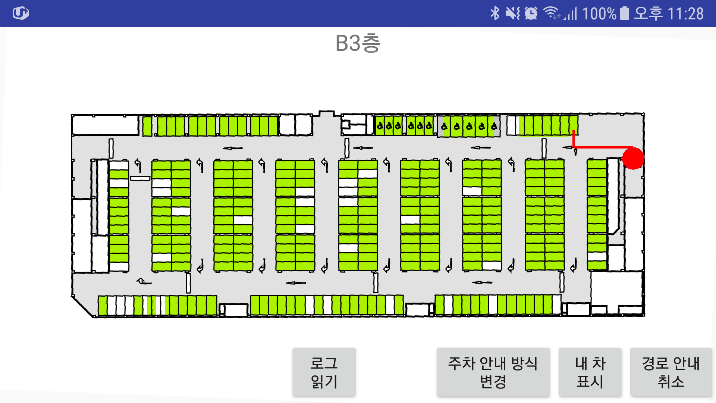 100% 오후 11:28
B3층
로그
읽기
주차 안내 방식
변경
내 차
표시
경로 안내
취소